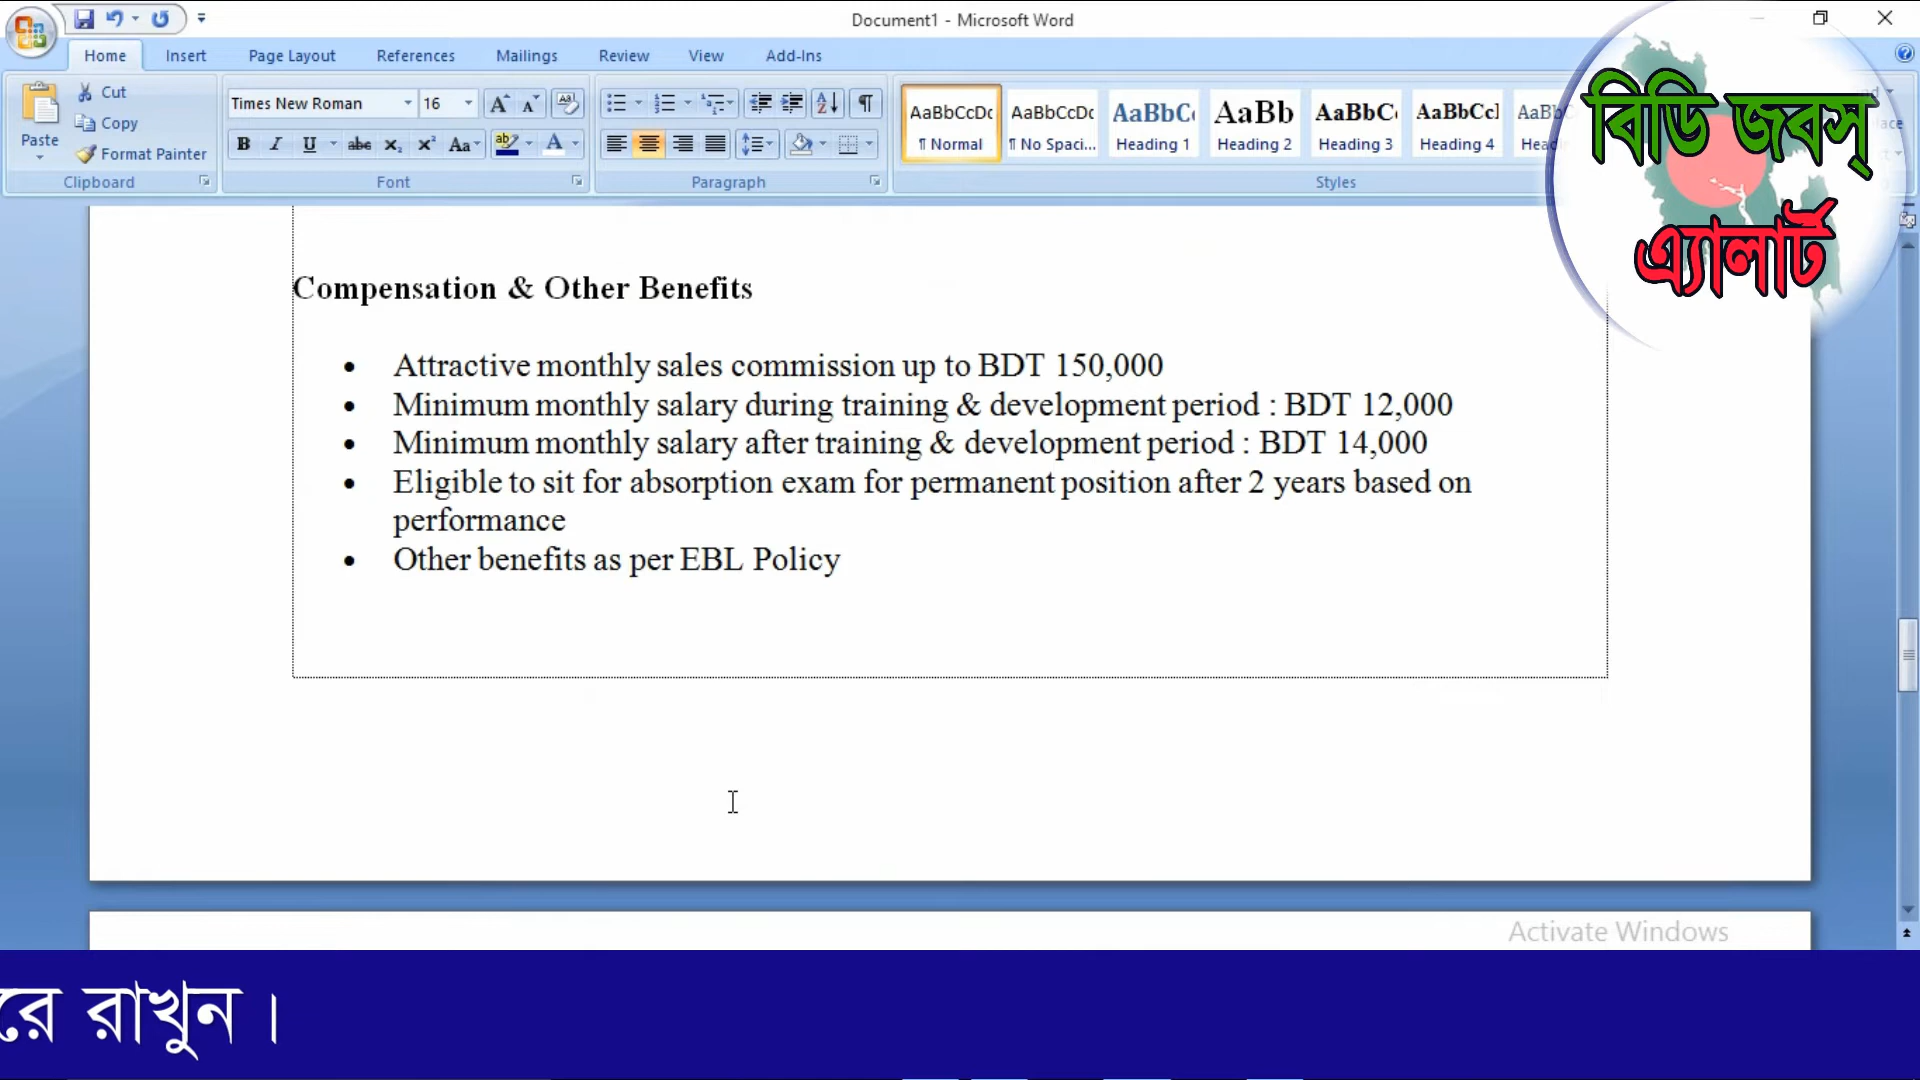 Document1 - Microsoft Word
Home Insert Page Layout References Mailings Review View Add-Ins
Paste
Cut
Copy
Format Painter
Clipboard
Times New Roman 16
Font
Paragraph
AaBbCcDc AaBbCcDc AaBbC AaBb AaBbC AaBbCcI AaBb
¶ Normal ¶ No Spaci... Heading 1 Heading 2 Heading 3 Heading 4
Styles
বিডি জবস্
এ্যালার্ট
Compensation & Other Benefits
• Attractive monthly sales commission up to BDT 150,000
• Minimum monthly salary during training & development period : BDT 12,000
• Minimum monthly salary after training & development period : BDT 14,000
• Eligible to sit for absorption exam for permanent position after 2 years based on
performance
• Other benefits as per EBL Policy
Activate Windows
রাখুন।